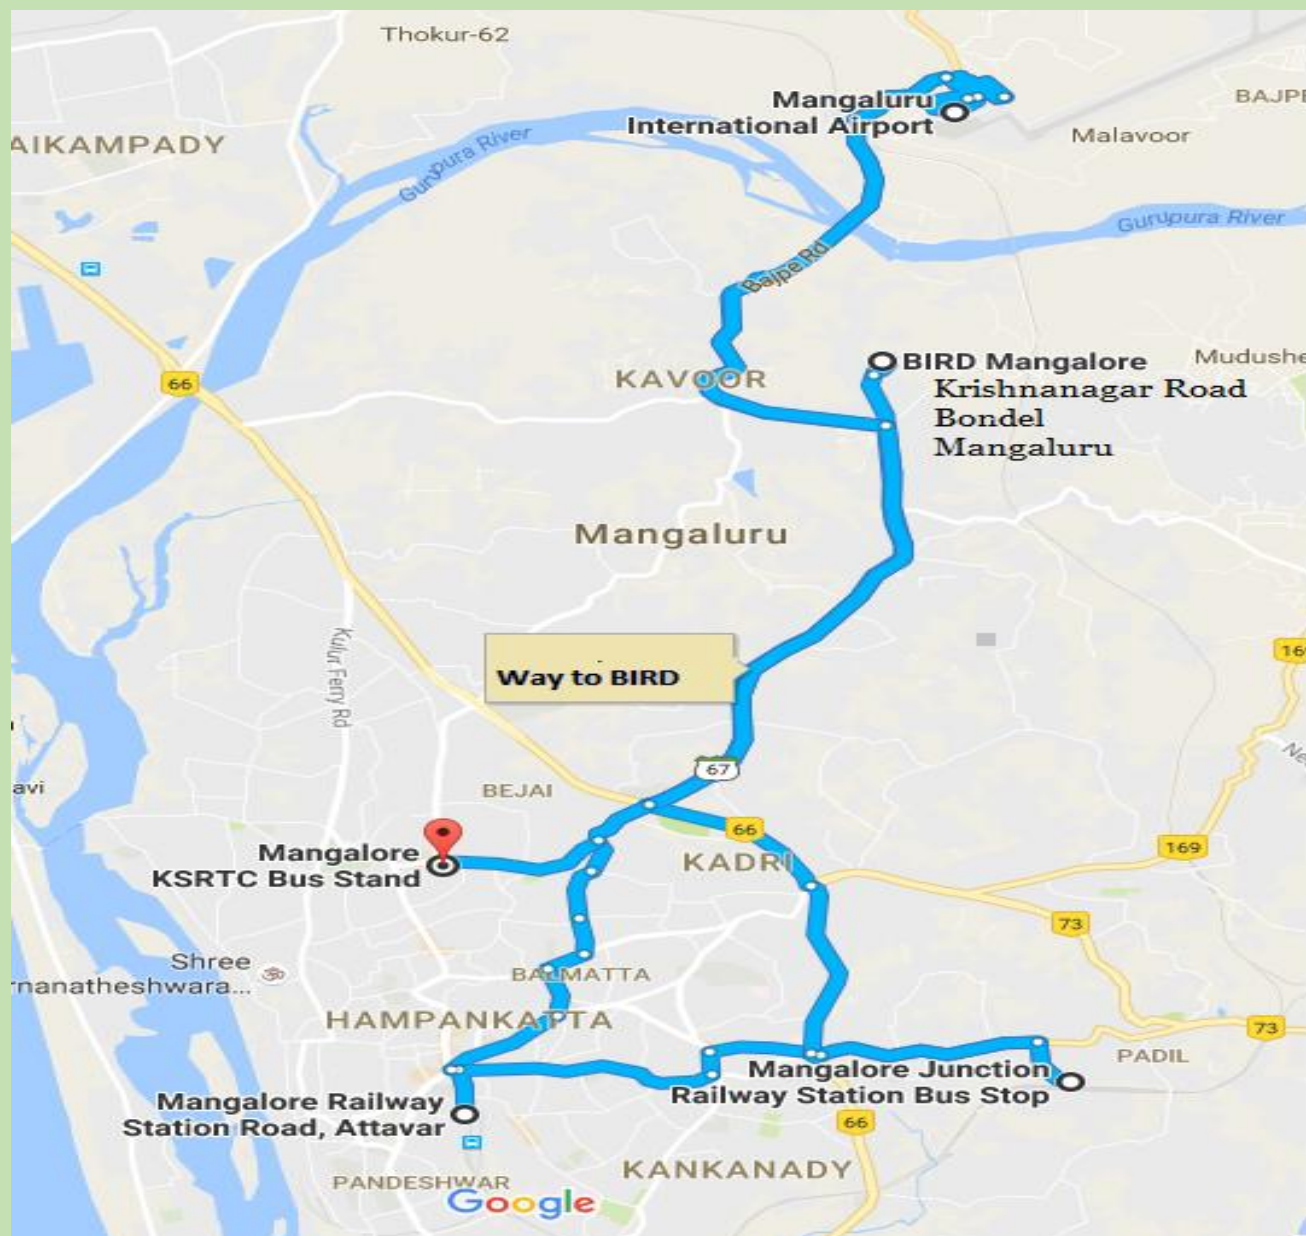 Thokur-62
Mangaluru
International Airport
BAJPE
Malavoor
AIKAMPADY
Gurupura River
Gurupura River
Bajpe Rd
66
KAVOOR
BIRD Mangalore
Krishnanagar Road
Bondel
Mangaluru
Mudushe
Mangaluru
Kulur Ferry Rd
Way to BIRD
169
Ne
67
avi
BEJAI
66
Mangalore
KSRTC Bus Stand
KADRI
169
73
Shree
rnanatheshwara...
BALMATTA
HAMPANKATTA
73
PADIL
Mangalore Junction
Railway Station Bus Stop
Mangalore Railway
Station Road, Attavar
66
KANKANADY
PANDESHWAR
Google